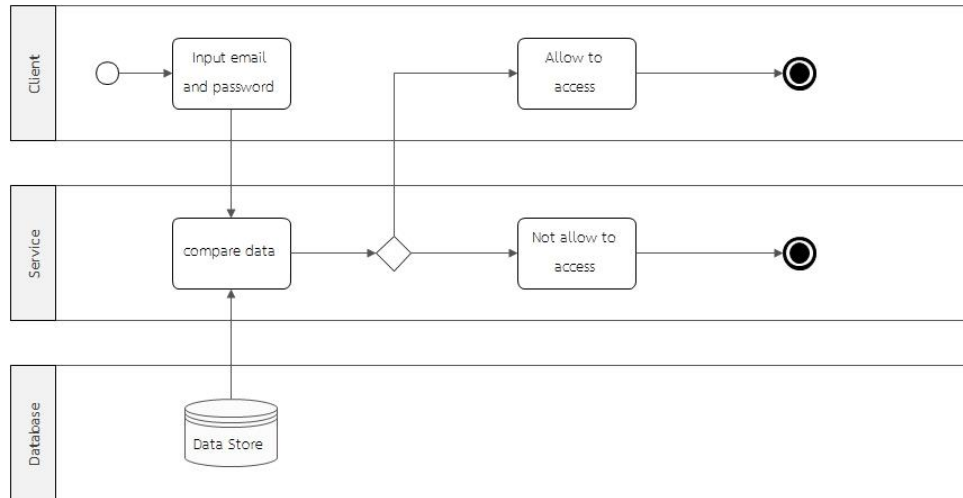 Client
Input email
and password
Allow to
access
Service
compare data
Not allow to
access
Database
Data Store